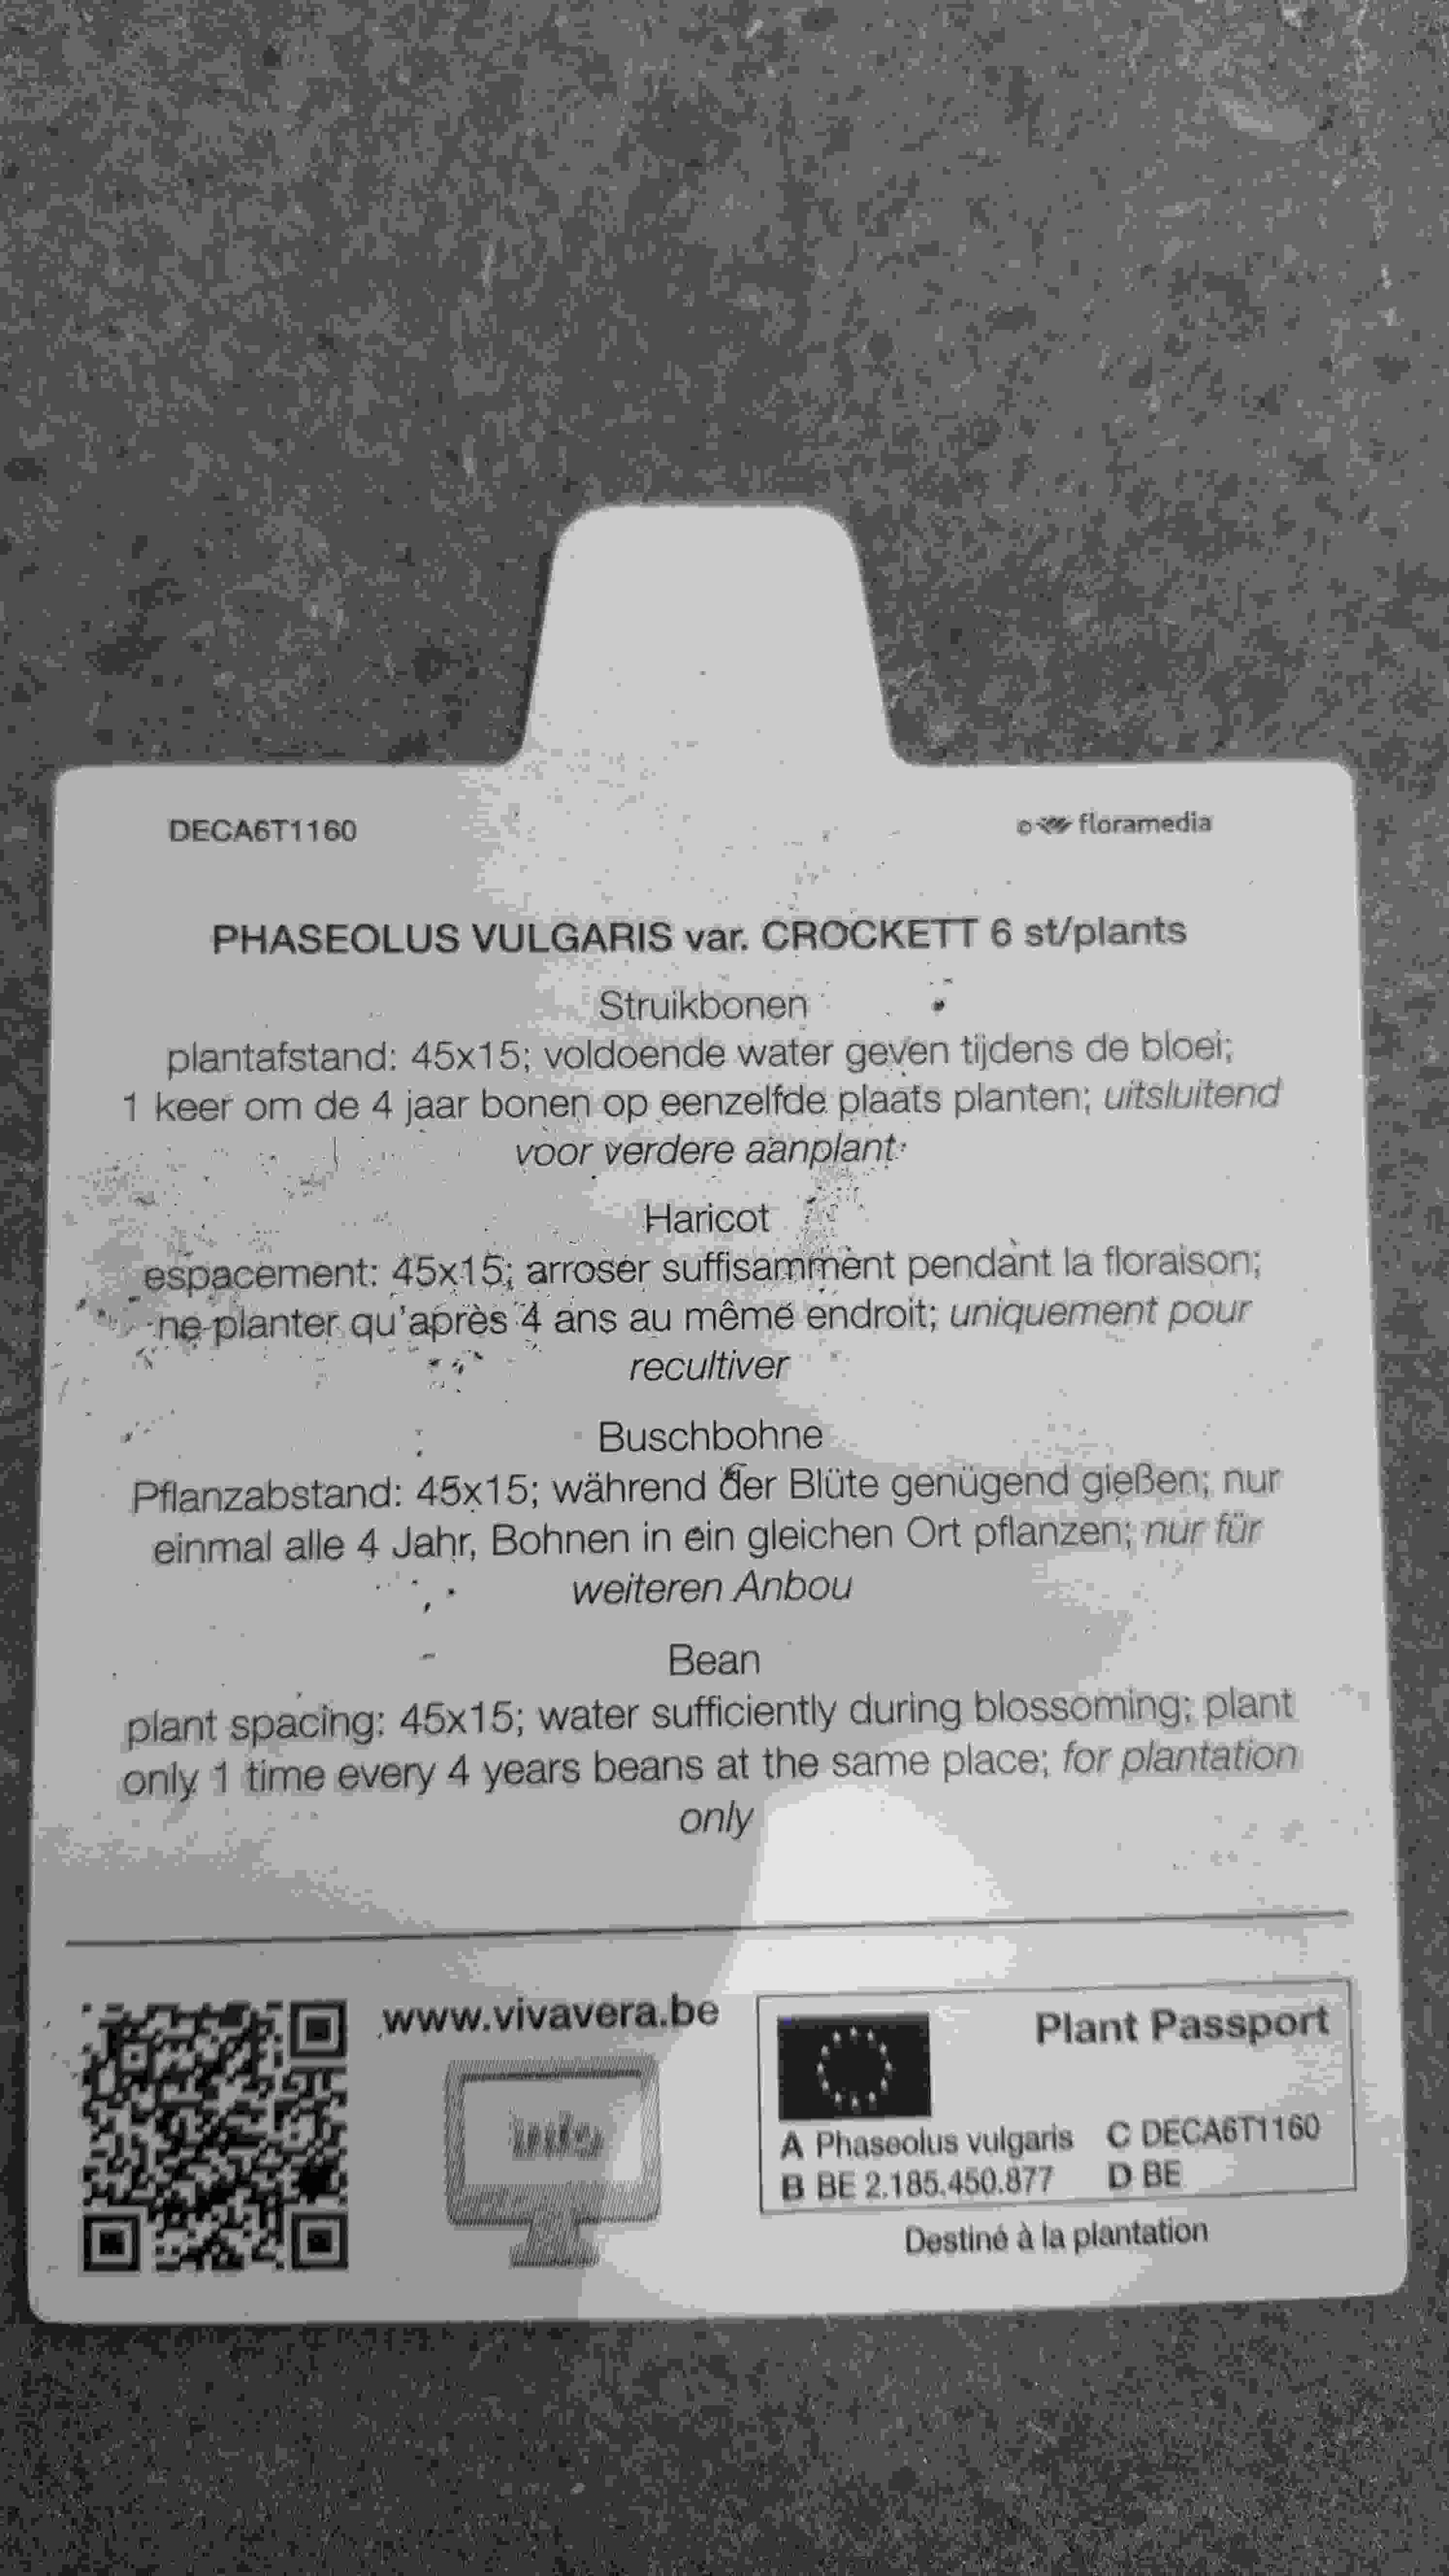 DECA6T1160
© floramedia
PHASEOLUS VULGARIS var. CROCKETT 6 st/plants
Struikbonen
plantafstand: 45x15; voldoende water geven tijdens de bloei;
1 keer om de 4 jaar bonen op eenzelfde plaats planten; uitsluitend
voor verdere aanplant
Haricot
espacement: 45x15; arroser suffisamment pendant la floraison;
ne planter qu'après 4 ans au même endroit; uniquement pour
recultiver
Buschbohne
Pflanzabstand: 45x15; während der Blüte genügend gießen; nur
einmal alle 4 Jahr, Bohnen in ein gleichen Ort pflanzen; nur für
weiteren Anbou
Bean
plant spacing: 45x15; water sufficiently during blossoming; plant
only 1 time every 4 years beans at the same place; for plantation
only
www.vivavera.be
info
Plant Passport
A Phaseolus vulgaris C DECA6T1160
B BE 2.185.450.877 D BE
Destiné à la plantation